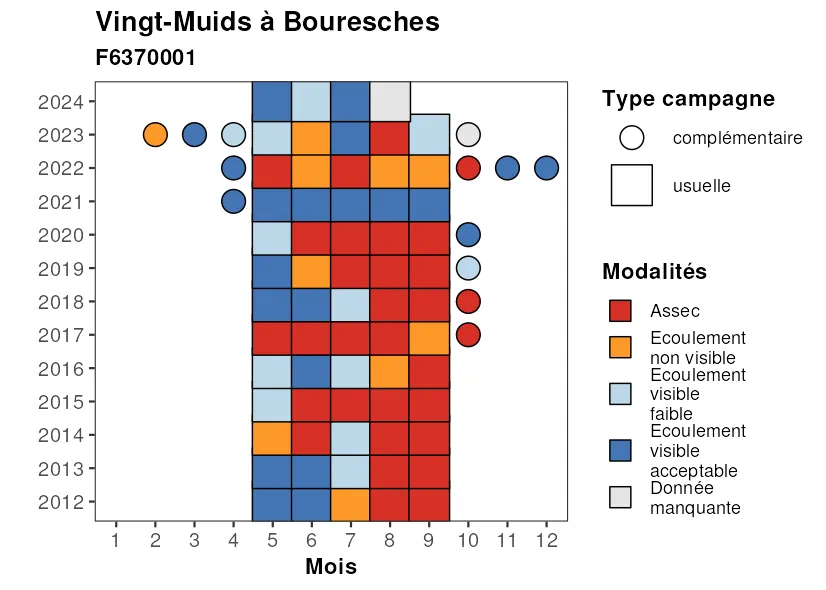 Vingt-Muids à Bouresches
F6370001
2024
2023
2022
2021
2020
2019
2018
2017
2016
2015
2014
2013
2012
1 2 3 4 5 6 7 8 9 10 11 12
Mois
Type campagne
complémentaire
usuelle
Modalités
Assec
Ecoulement
non visible
Ecoulement
visible
faible
Ecoulement
visible
acceptable
Donnée
manquante